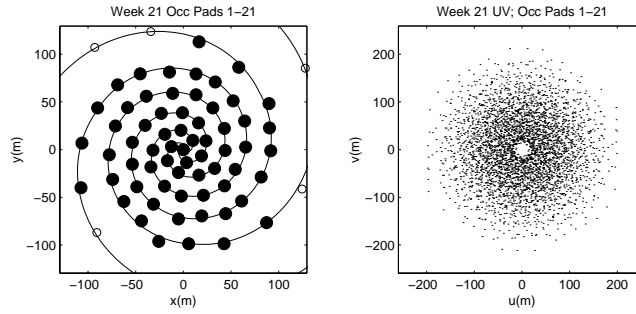 Week 21 Occ Pads 1−21
100
50
0
−50
−100
y(m)
−100 −50 0 50 100
x(m)
Week 21 UV; Occ Pads 1−21
200
100
0
−100
−200
v(m)
−200 −100 0 100 200
u(m)